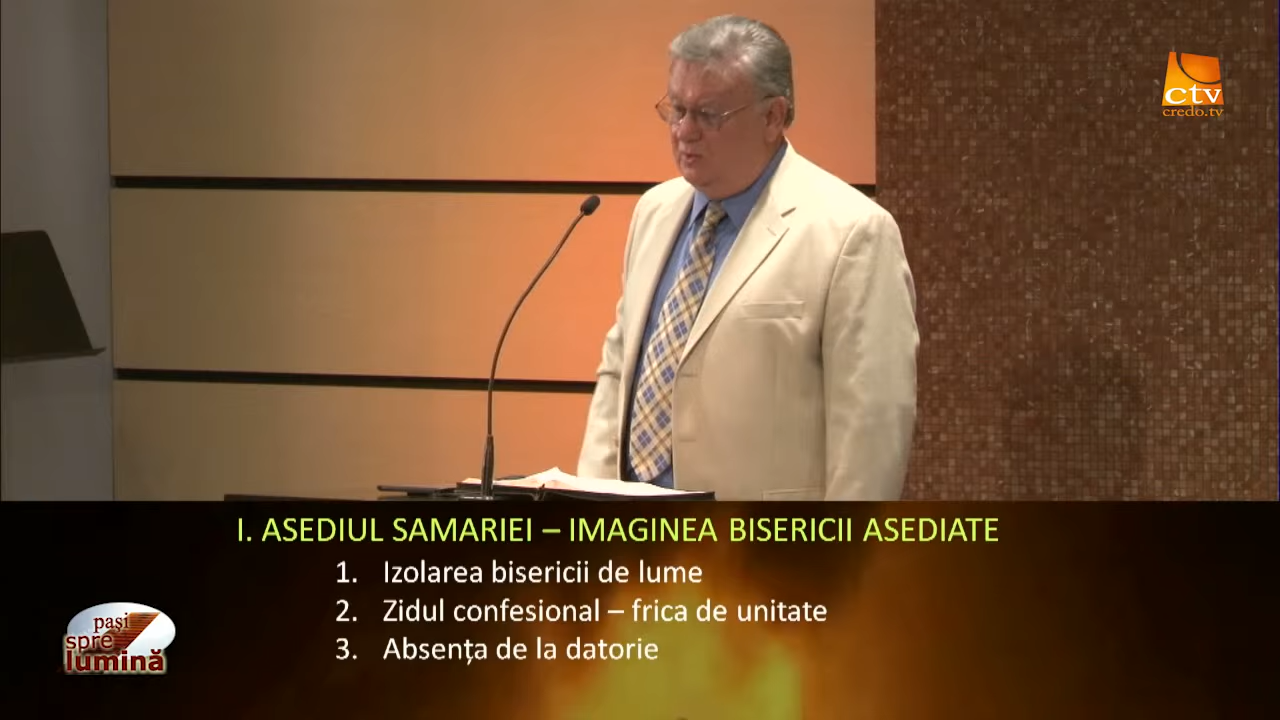 ctv
credo.tv
I. ASEDIUL SAMARIEI – IMAGINEA BISERICII ASEDIATE
1. Izolarea bisericii de lume
2. Zidul confesional – frica de unitate
3. Absența de la datorie
pași
spre
lumină